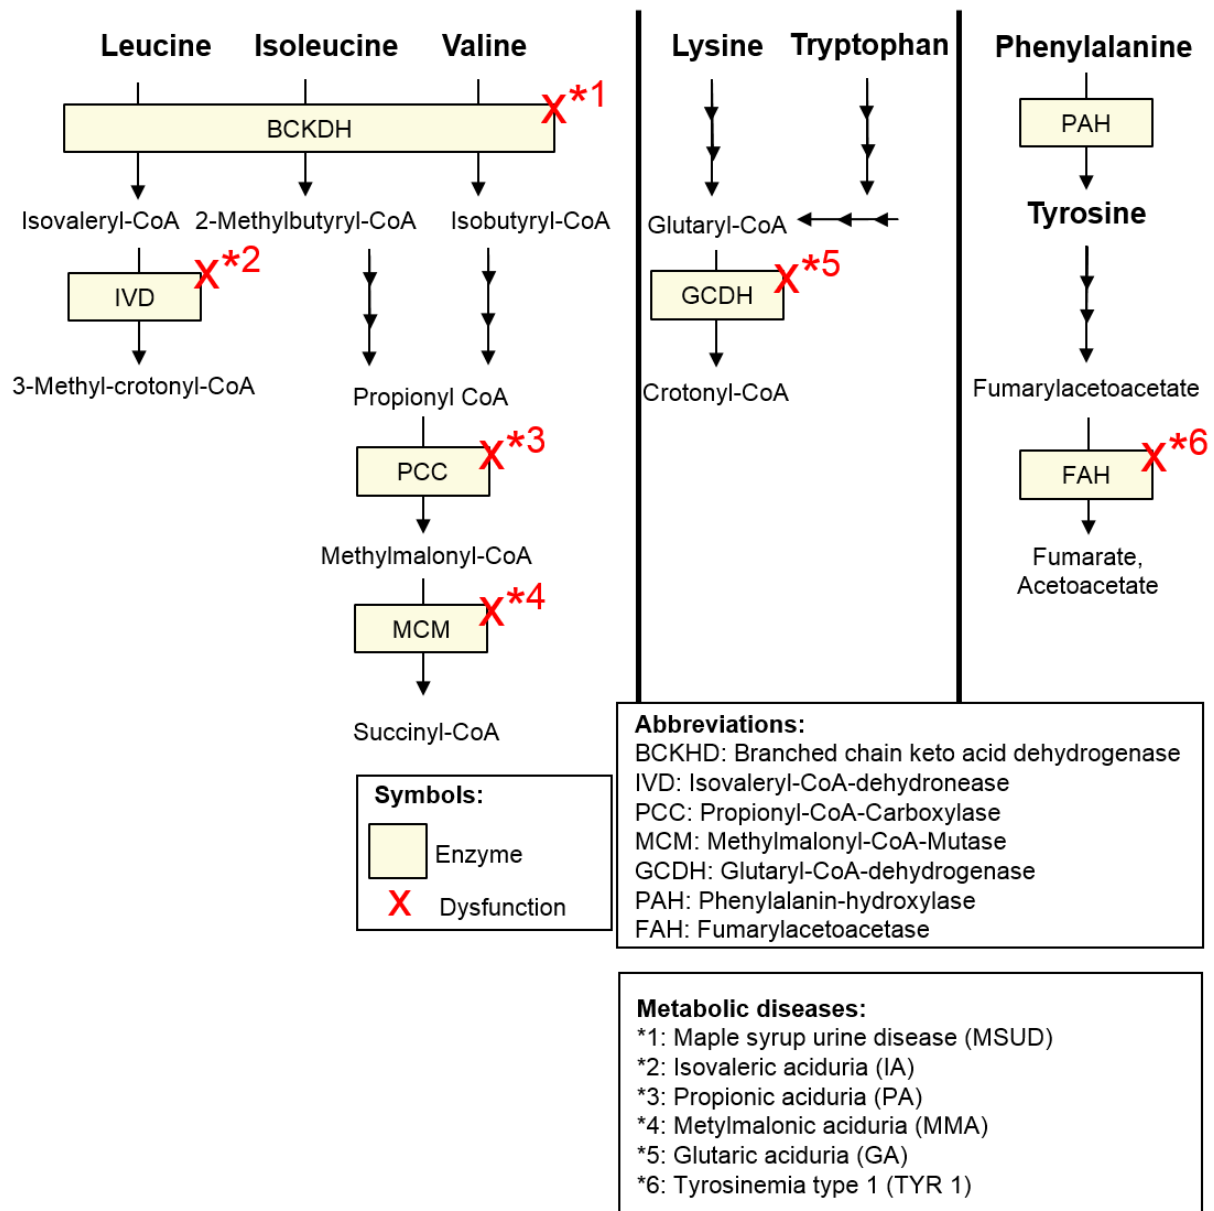 Leucine Isoleucine Valine
BCKDH
X*1
Isovaleryl-CoA 2-Methylbutyryl-CoA Isobutyryl-CoA
IVD
X*2
3-Methyl-crotonyl-CoA
Propionyl CoA
PCC
X*3
Methylmalonyl-CoA
MCM
X*4
Succinyl-CoA
Lysine Tryptophan
Glutaryl-CoA
GCDH
X*5
Crotonyl-CoA
Phenylalanine
PAH
Tyrosine
Fumarylacetoacetate
FAH
X*6
Fumarate,
Acetoacetate
Symbols:
Enzyme
X Dysfunction
Abbreviations:
BCKHD: Branched chain keto acid dehydrogenase
IVD: Isovaleryl-CoA-dehydronease
PCC: Propionyl-CoA-Carboxylase
MCM: Methylmalonyl-CoA-Mutase
GCDH: Glutaryl-CoA-dehydrogenase
PAH: Phenylalanin-hydroxylase
FAH: Fumarylacetoacetase
Metabolic diseases:
*1: Maple syrup urine disease (MSUD)
*2: Isovaleric aciduria (IA)
*3: Propionic aciduria (PA)
*4: Metylmalonic aciduria (MMA)
*5: Glutaric aciduria (GA)
*6: Tyrosinemia type 1 (TYR 1)